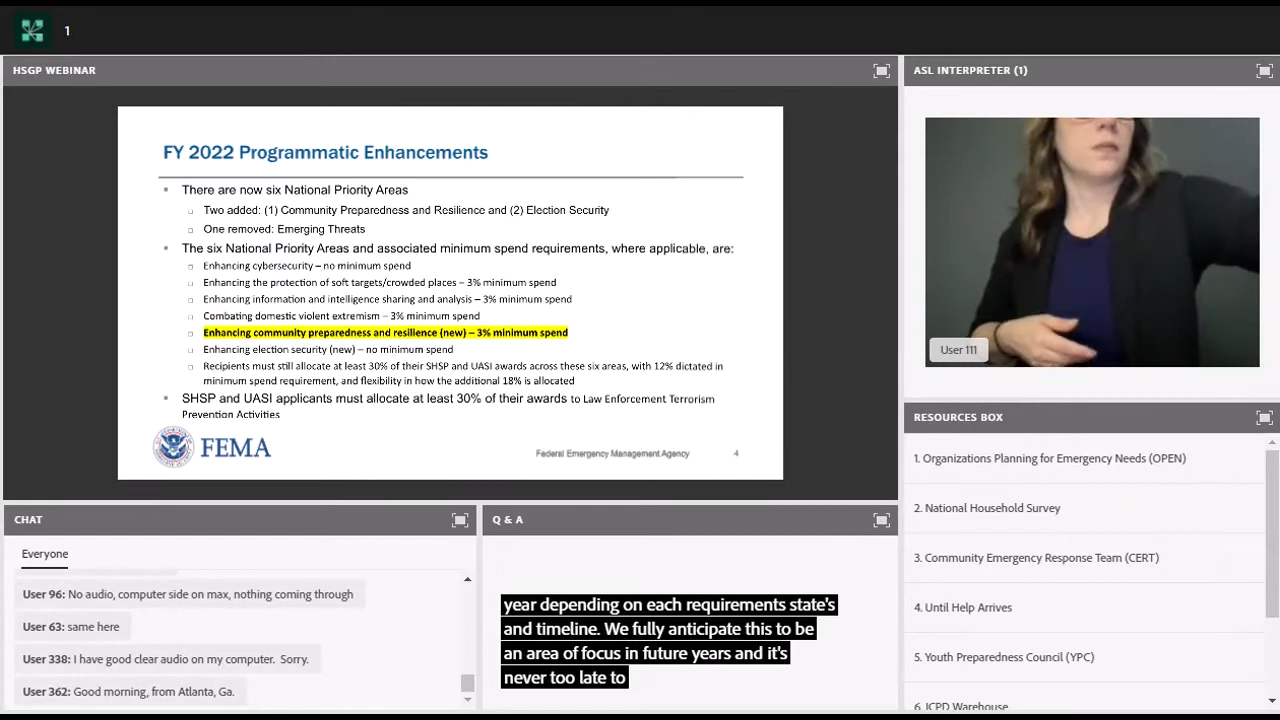 1
HSGP WEBINAR
FY 2022 Programmatic Enhancements
There are now six National Priority Areas
Two added: (1) Community Preparedness and Resilience and (2) Election Security
One removed: Emerging Threats
The six National Priority Areas and associated minimum spend requirements, where applicable, are:
Enhancing cybersecurity – no minimum spend
Enhancing the protection of soft targets/crowded places – 3% minimum spend
Enhancing information and intelligence sharing and analysis – 3% minimum spend
Combating domestic violent extremism – 3% minimum spend
Enhancing community preparedness and resilience (new) – 3% minimum spend
Enhancing election security (new) – no minimum spend
Recipients must still allocate at least 30% of their SHSP and UASI awards across these six areas, with 12% dictated in
minimum spend requirement, and flexibility in how the additional 18% is allocated
SHSP and UASI applicants must allocate at least 30% of their awards to Law Enforcement Terrorism
Prevention Activities
FEMA
Federal Emergency Management Agency 4
ASL INTERPRETER (1)
User 111
CHAT
Everyone
User 96: No audio, computer side on max, nothing coming through
User 63: same here
User 338: I have good clear audio on my computer. Sorry.
User 362: Good morning, from Atlanta, Ga.
Q & A
year depending on each requirements state's
and timeline. We fully anticipate this to be
an area of focus in future years and it's
never too late to
RESOURCES BOX
1. Organizations Planning for Emergency Needs (OPEN)
2. National Household Survey
3. Community Emergency Response Team (CERT)
4. Until Help Arrives
5. Youth Preparedness Council (YPC)
6. ICPD Warehouse